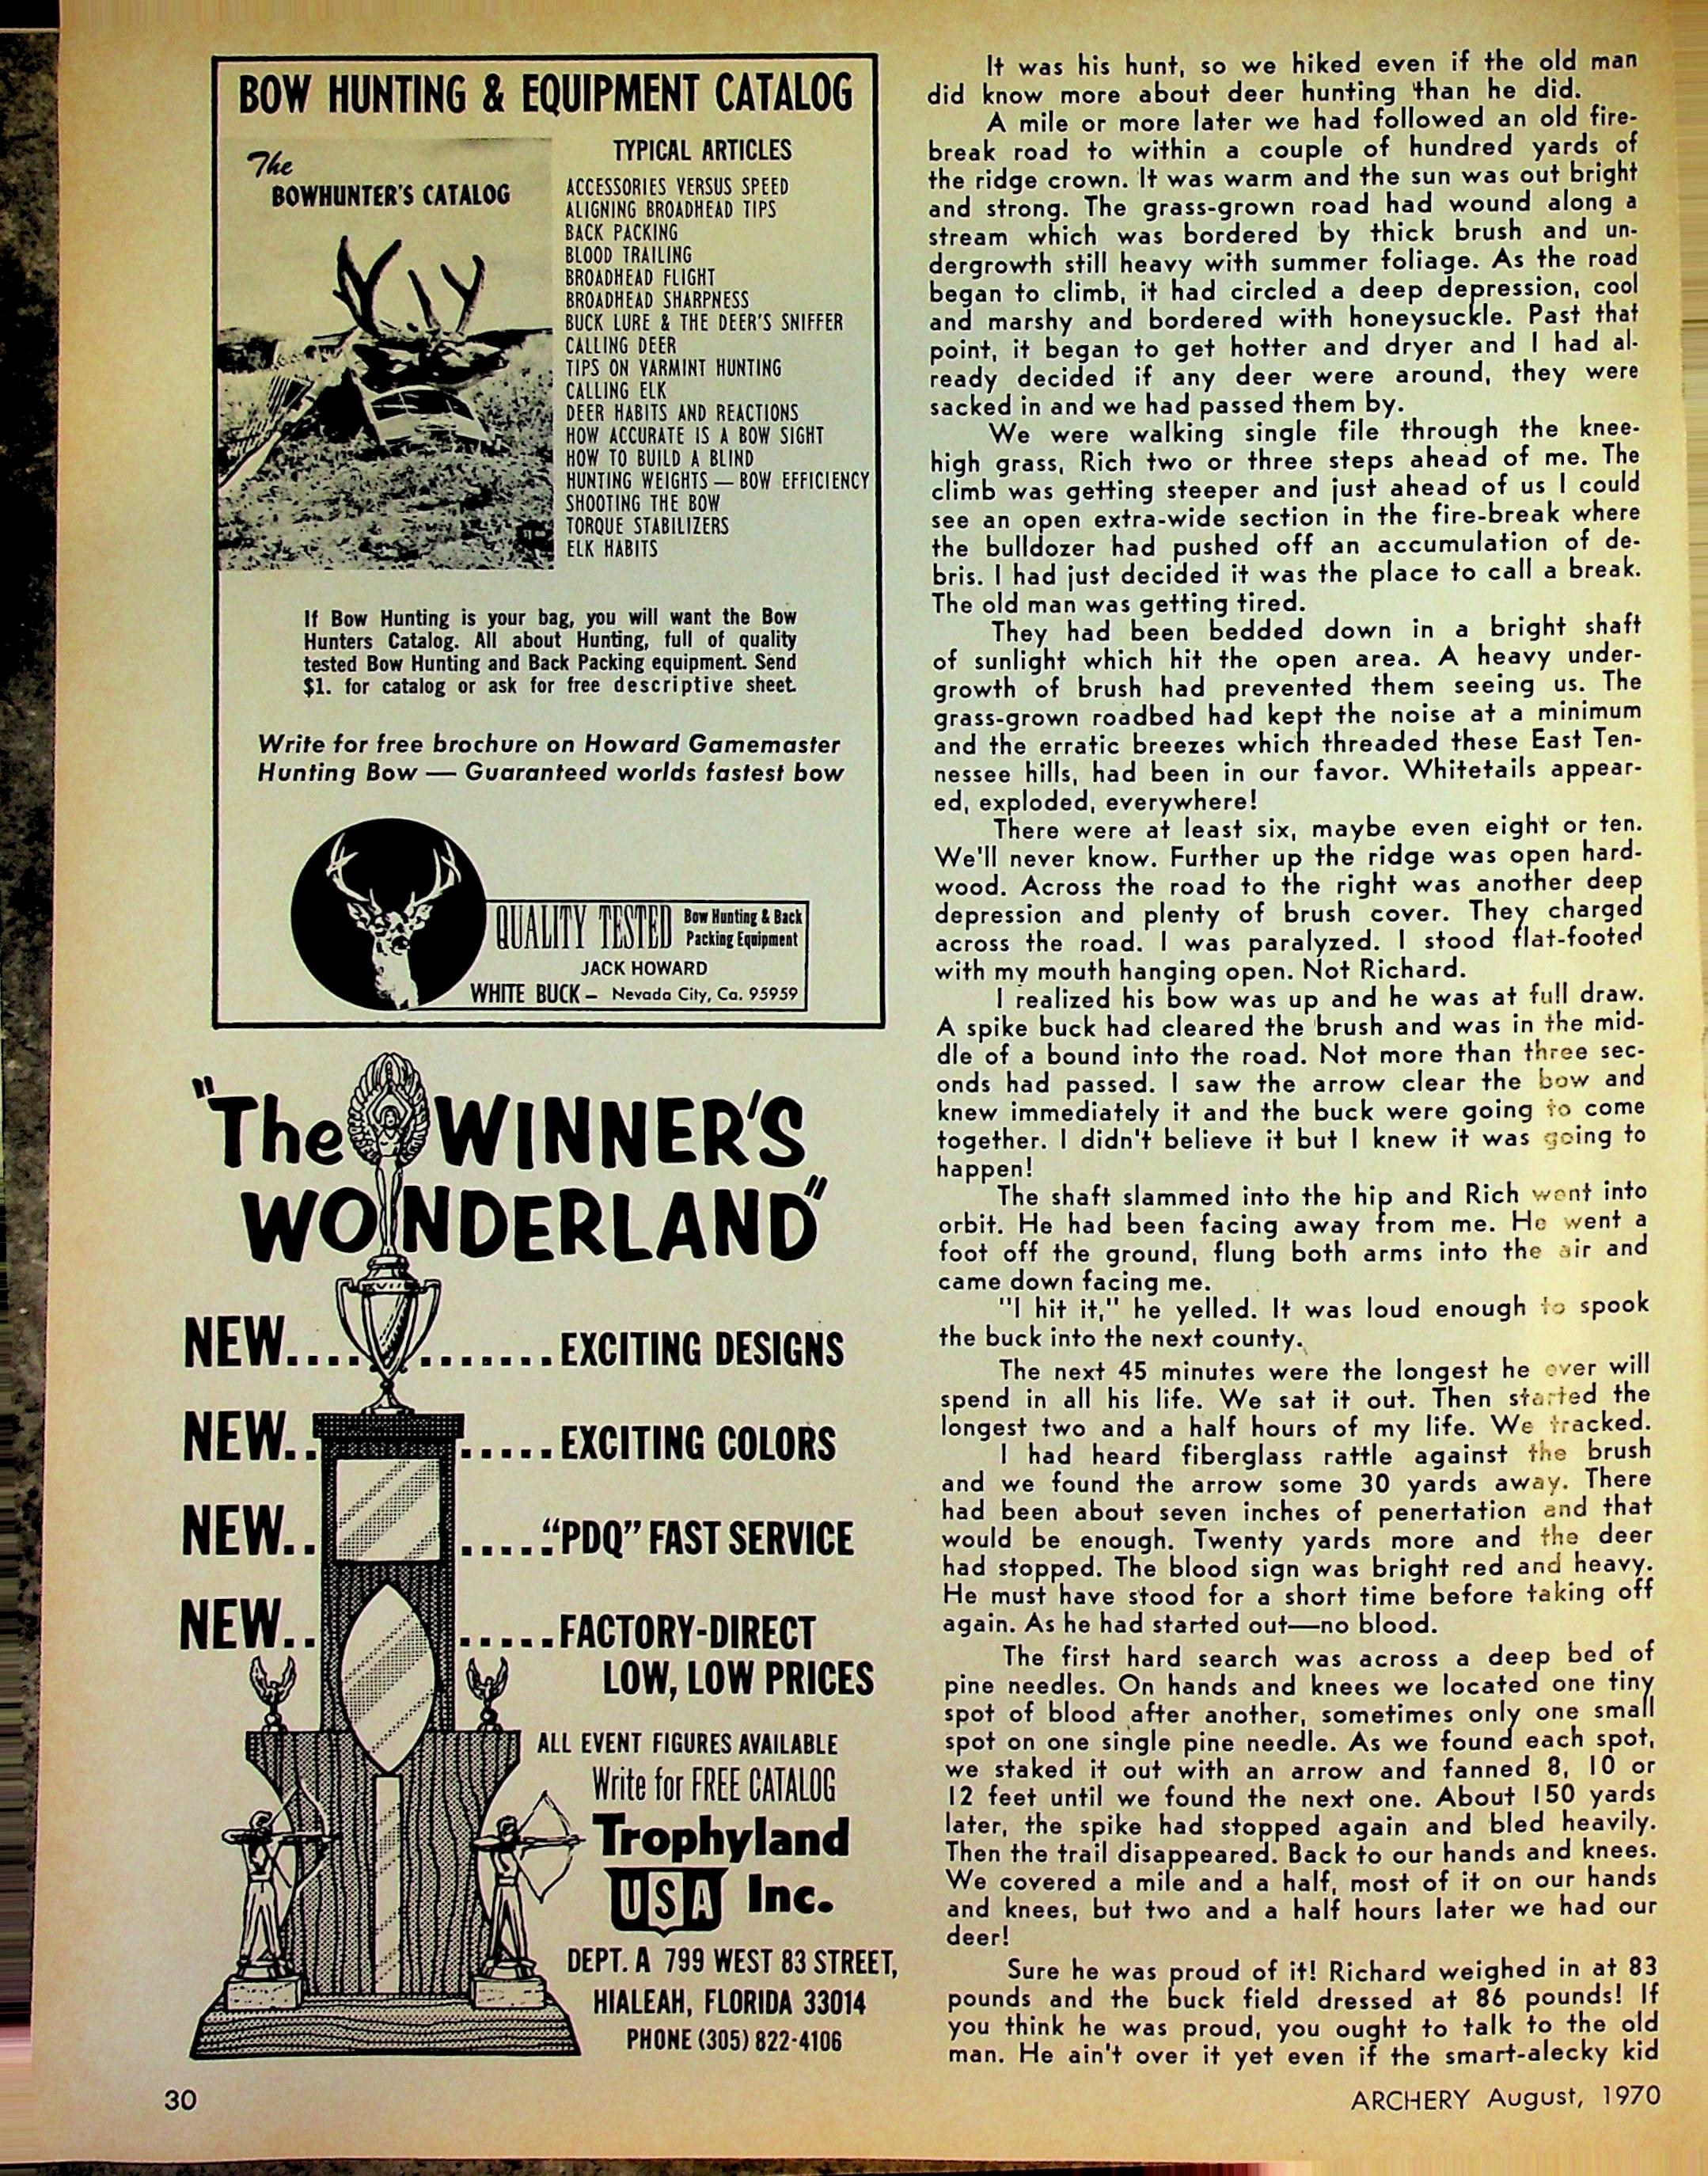 BOW HUNTING & EQUIPMENT CATALOG
The
BOWHUNTER'S CATALOG
TYPICAL ARTICLES
ACCESSORIES VERSUS SPEED
ALIGNING BROADHEAD TIPS
BACK PACKING
BLOOD TRAILING
BROADHEAD FLIGHT
BROADHEAD SHARPNESS
BUCK LURE & THE DEER'S SNIFFER
CALLING DEER
TIPS ON VARMINT HUNTING
CALLING ELK
DEER HABITS AND REACTIONS
HOW ACCURATE IS A BOW SIGHT
HOW TO BUILD A BLIND
HUNTING WEIGHTS — BOW EFFICIENCY
SHOOTING THE BOW
TORQUE STABILIZERS
ELK HABITS
If Bow Hunting is your bag, you will want the Bow
Hunters Catalog. All about Hunting, full of quality
tested Bow Hunting and Back Packing equipment. Send
$1. for catalog or ask for free descriptive sheet.
Write for free brochure on Howard Gamemaster
Hunting Bow — Guaranteed worlds fastest bow
QUALITY TESTED Bow Hunting & Back
Packing Equipment
JACK HOWARD
WHITE BUCK – Nevada City, Ca. 95959
"The WINNER'S
WONDERLAND"
NEW............EXCITING DESIGNS
NEW.......EXCITING COLORS
NEW.......“PDQ” FAST SERVICE
NEW.......FACTORY-DIRECT
LOW, LOW PRICES
ALL EVENT FIGURES AVAILABLE
Write for FREE CATALOG
Trophyland
USA Inc.
DEPT. A 799 WEST 83 STREET,
HIALEAH, FLORIDA 33014
PHONE (305) 822-4106
30
It was his hunt, so we hiked even if the old man
did know more about deer hunting than he did.
A mile or more later we had followed an old fire-
break road to within a couple of hundred yards of
the ridge crown. It was warm and the sun was out bright
and strong. The grass-grown road had wound along a
stream which was bordered by thick brush and un-
dergrowth still heavy with summer foliage. As the road
began to climb, it had circled a deep depression, cool
and marshy and bordered with honeysuckle. Past that
point, it began to get hotter and dryer and I had al-
ready decided if any deer were around, they were
sacked in and we had passed them by.
We were walking single file through the knee-
high grass, Rich two or three steps ahead of me. The
climb was getting steeper and just ahead of us I could
see an open extra-wide section in the fire-break where
the bulldozer had pushed off an accumulation of de-
bris. I had just decided it was the place to call a break.
The old man was getting tired.
They had been bedded down in a bright shaft
of sunlight which hit the open area. A heavy under-
growth of brush had prevented them seeing us. The
grass-grown roadbed had kept the noise at a minimum
and the erratic breezes which threaded these East Ten-
nessee hills, had been in our favor. Whitetails appear-
ed, exploded, everywhere!
There were at least six, maybe even eight or ten.
We'll never know. Further up the ridge was open hard-
wood. Across the road to the right was another deep
depression and plenty of brush cover. They charged
across the road. I was paralyzed. I stood flat-footed
with my mouth hanging open. Not Richard.
I realized his bow was up and he was at full draw.
A spike buck had cleared the brush and was in the mid-
dle of a bound into the road. Not more than three sec-
onds had passed. I saw the arrow clear the bow and
knew immediately it and the buck were going to come
together. I didn't believe it but I knew it was going to
happen!
The shaft slammed into the hip and Rich went into
orbit. He had been facing away from me. He went a
foot off the ground, flung both arms into the air and
came down facing me.
"I hit it," he yelled. It was loud enough to spook
the buck into the next county.
The next 45 minutes were the longest he ever will
spend in all his life. We sat it out. Then started the
longest two and a half hours of my life. We tracked.
I had heard fiberglass rattle against the brush
and we found the arrow some 30 yards away. There
had been about seven inches of penertation and that
would be enough. Twenty yards more and the deer
had stopped. The blood sign was bright red and heavy.
He must have stood for a short time before taking off
again. As he had started out—no blood.
The first hard search was across a deep bed of
pine needles. On hands and knees we located one tiny
spot of blood after another, sometimes only one small
spot on one single pine needle. As we found each spot,
we staked it out with an arrow and fanned 8, 10 or
12 feet until we found the next one. About 150 yards
later, the spike had stopped again and bled heavily.
Then the trail disappeared. Back to our hands and knees.
We covered a mile and a half, most of it on our hands
and knees, but two and a half hours later we had our
deer!
Sure he was proud of it! Richard weighed in at 83
pounds and the buck field dressed at 86 pounds! If
you think he was proud, you ought to talk to the old
man. He ain't over it yet even if the smart-alecky kid
ARCHERY August, 1970